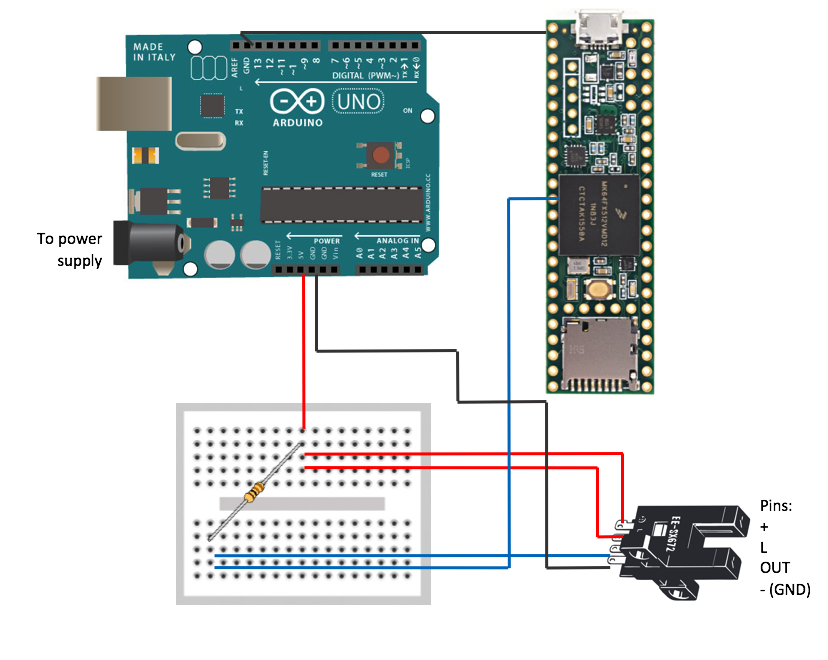 MADE
IN ITALY
AREF
GND
13
12
~11
~1
~9
8
7
~6
~5
4
~3
2
TX→1
RX←0
DIGITAL (PWM~)
L
TX
RX
UNO
ARDUINO
ON
RESET-EN
RESET
ICSP
WWW.ARDUINO.CC
To power
supply
POWER
ANALOG IN
RESET
3.3V
5V
GND
GND
Vin
A0
A1
A2
A3
A4
A5
MK64FX512VMD12
1N83J
CTCTAK1558A
EE-SX672
L
Pins:
+
L
OUT
- (GND)